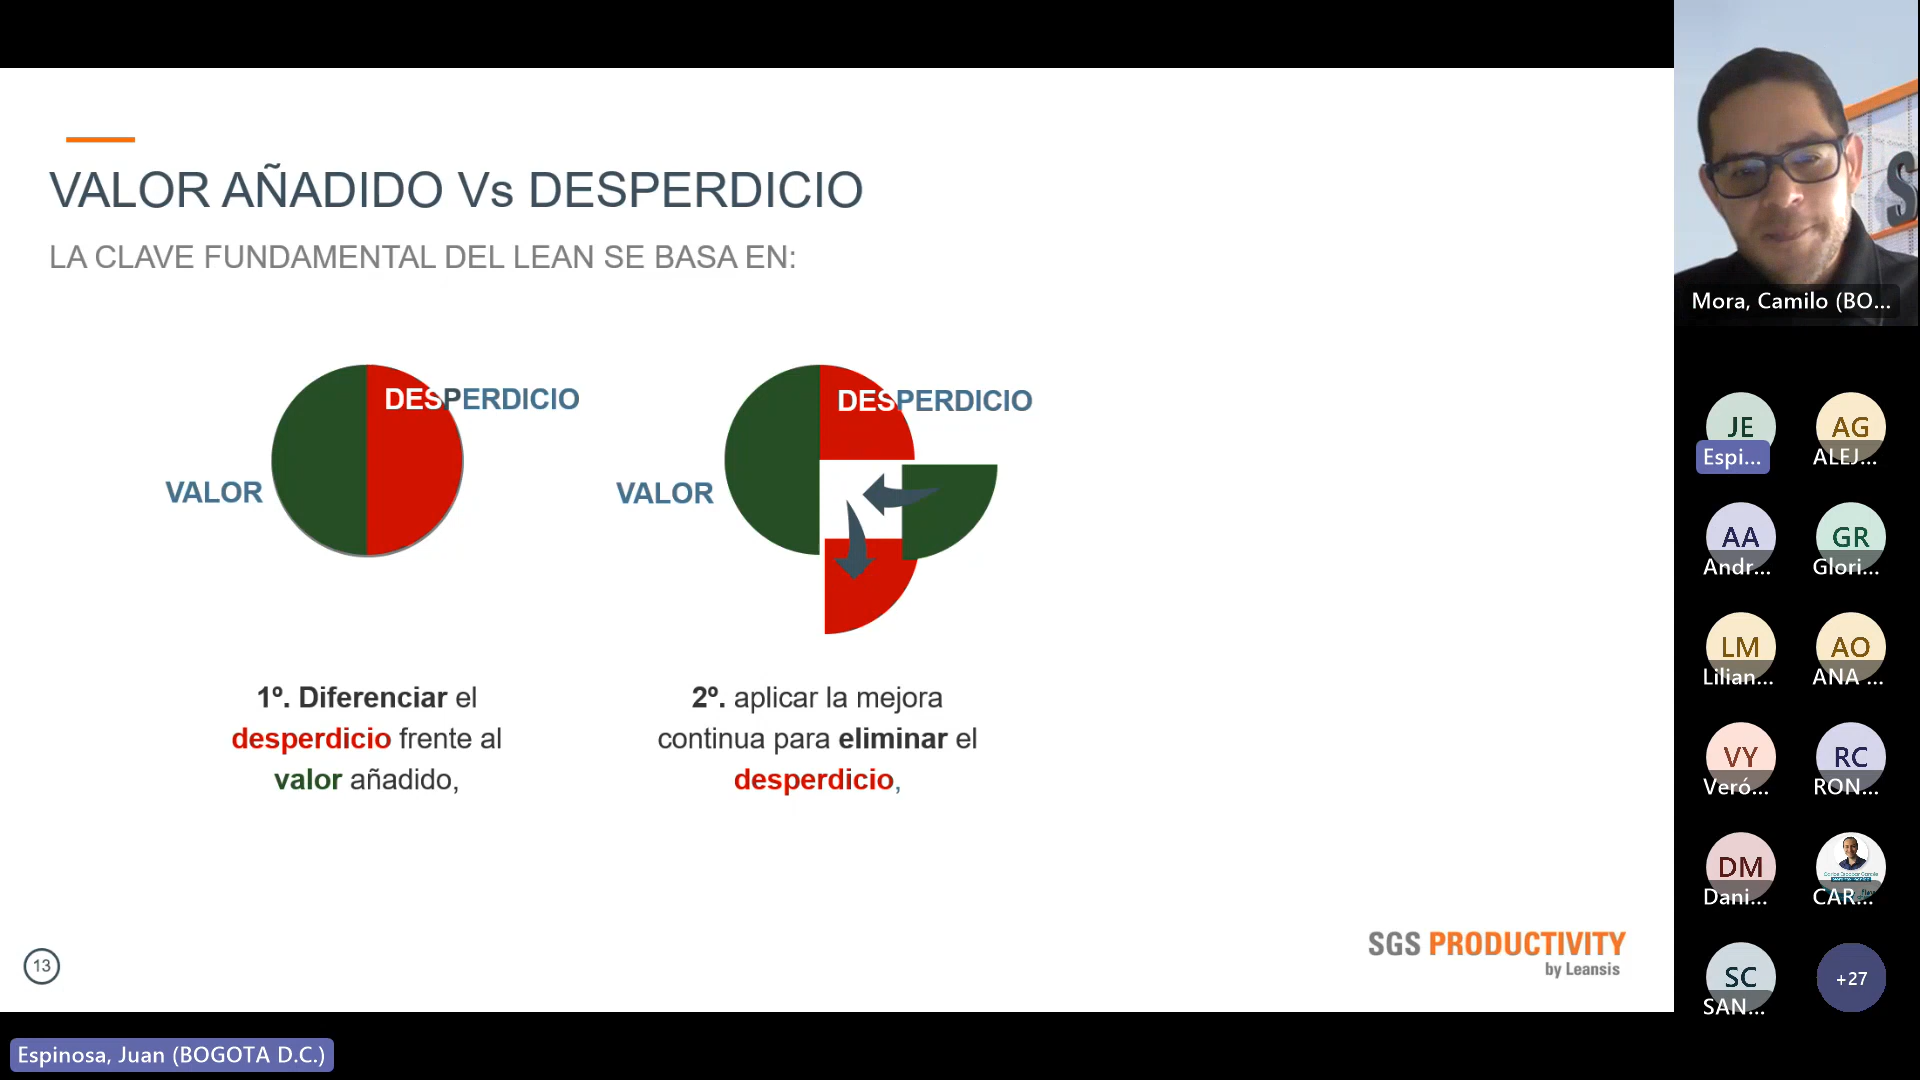 VALOR AÑADIDO Vs DESPERDICIO
LA CLAVE FUNDAMENTAL DEL LEAN SE BASA EN:
DESPERDICIO
VALOR
DESPERDICIO
VALOR
1º. Diferenciar el
desperdicio frente al
valor añadido,
2º. aplicar la mejora
continua para eliminar el
desperdicio,
13
SGS PRODUCTIVITY
by Leansis
Espinosa, Juan (BOGOTA D.C.)
Mora, Camilo (BO...
JE
Espi...
AG
ALEJ...
AA
Andr...
GR
Glori...
LM
Lilian...
AO
ANA ...
VY
Veró...
RC
RON...
DM
Dani...
CAR...
SC
SAN...
+27